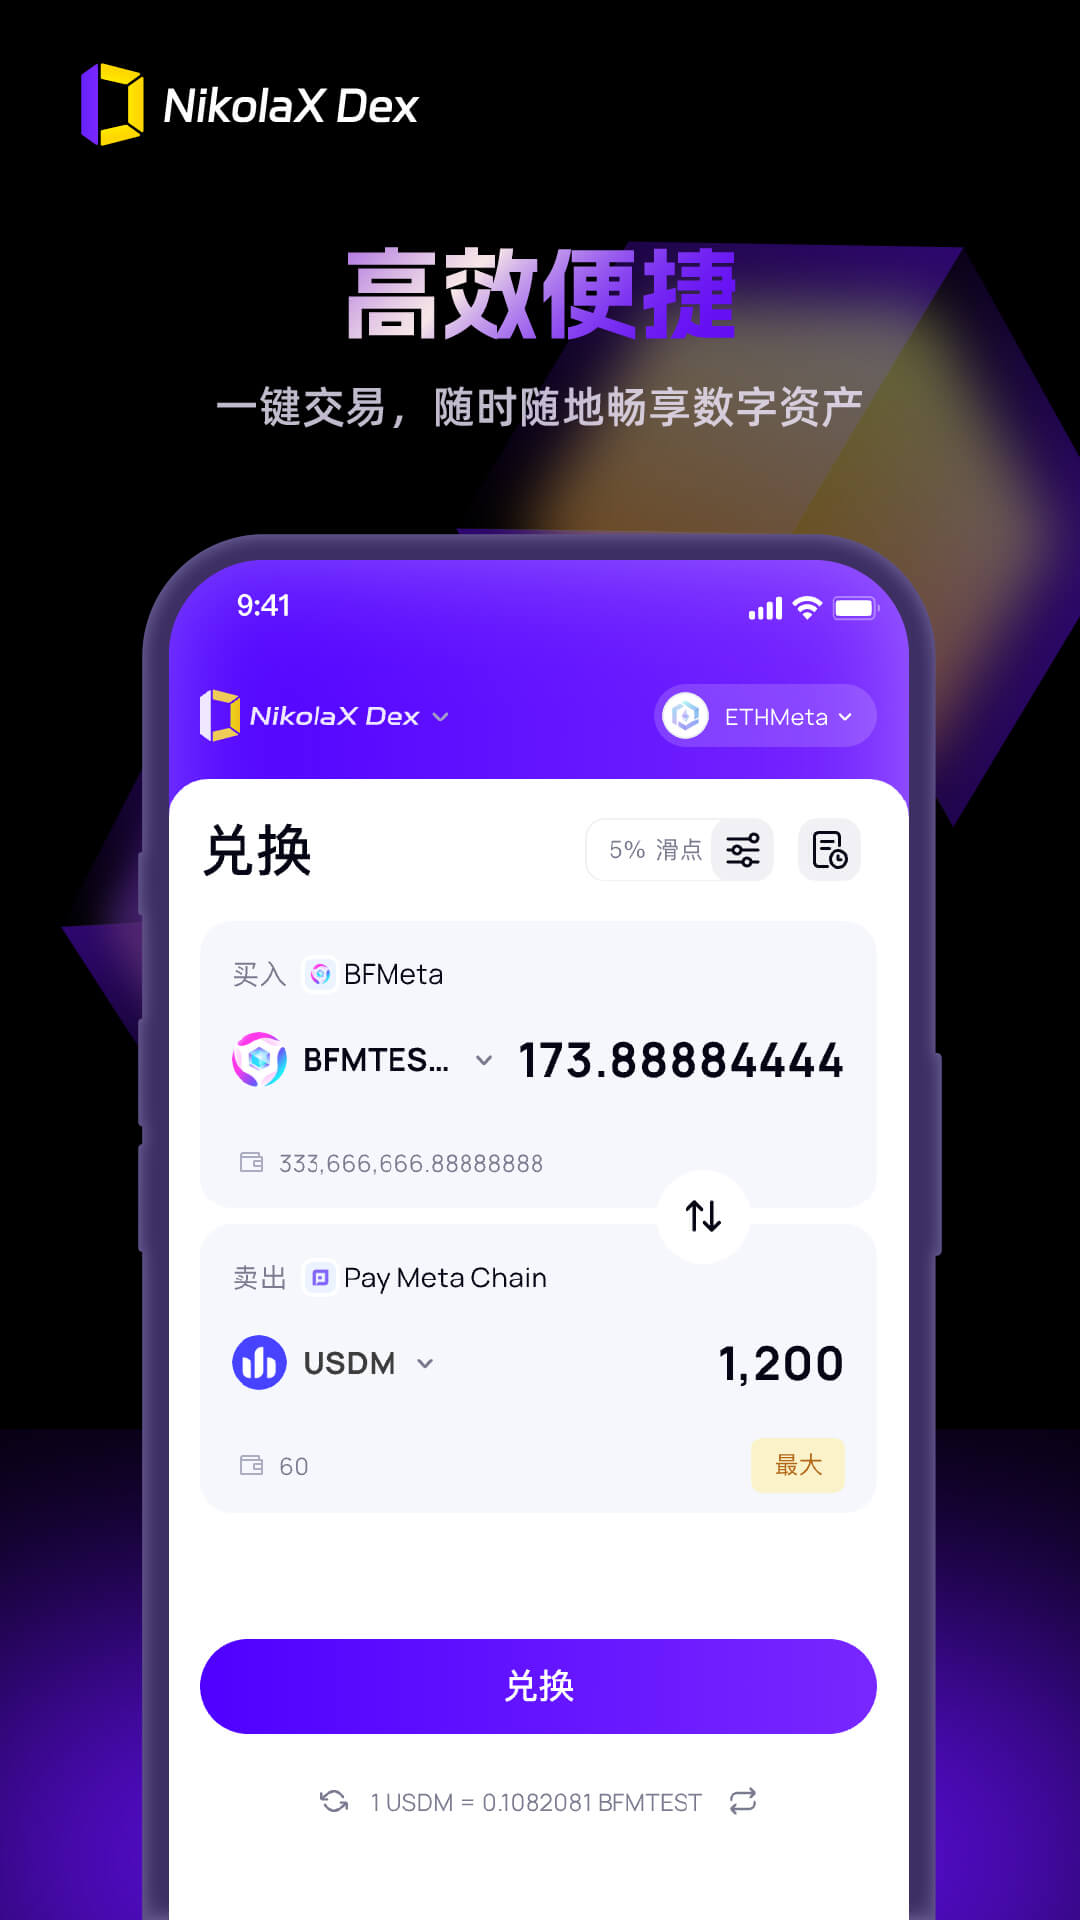 NikolaX Dex
高效便捷
一键交易，随时随地畅享数字资产
9:41
NikolaX Dex
ETHMeta
兑换
5% 滑点
买入 BFMeta
BFMTES... 173.88884444
333,666,666.88888888
卖出 Pay Meta Chain
USDM 1,200
60 最大
兑换
1 USDM = 0.1082081 BFMTEST